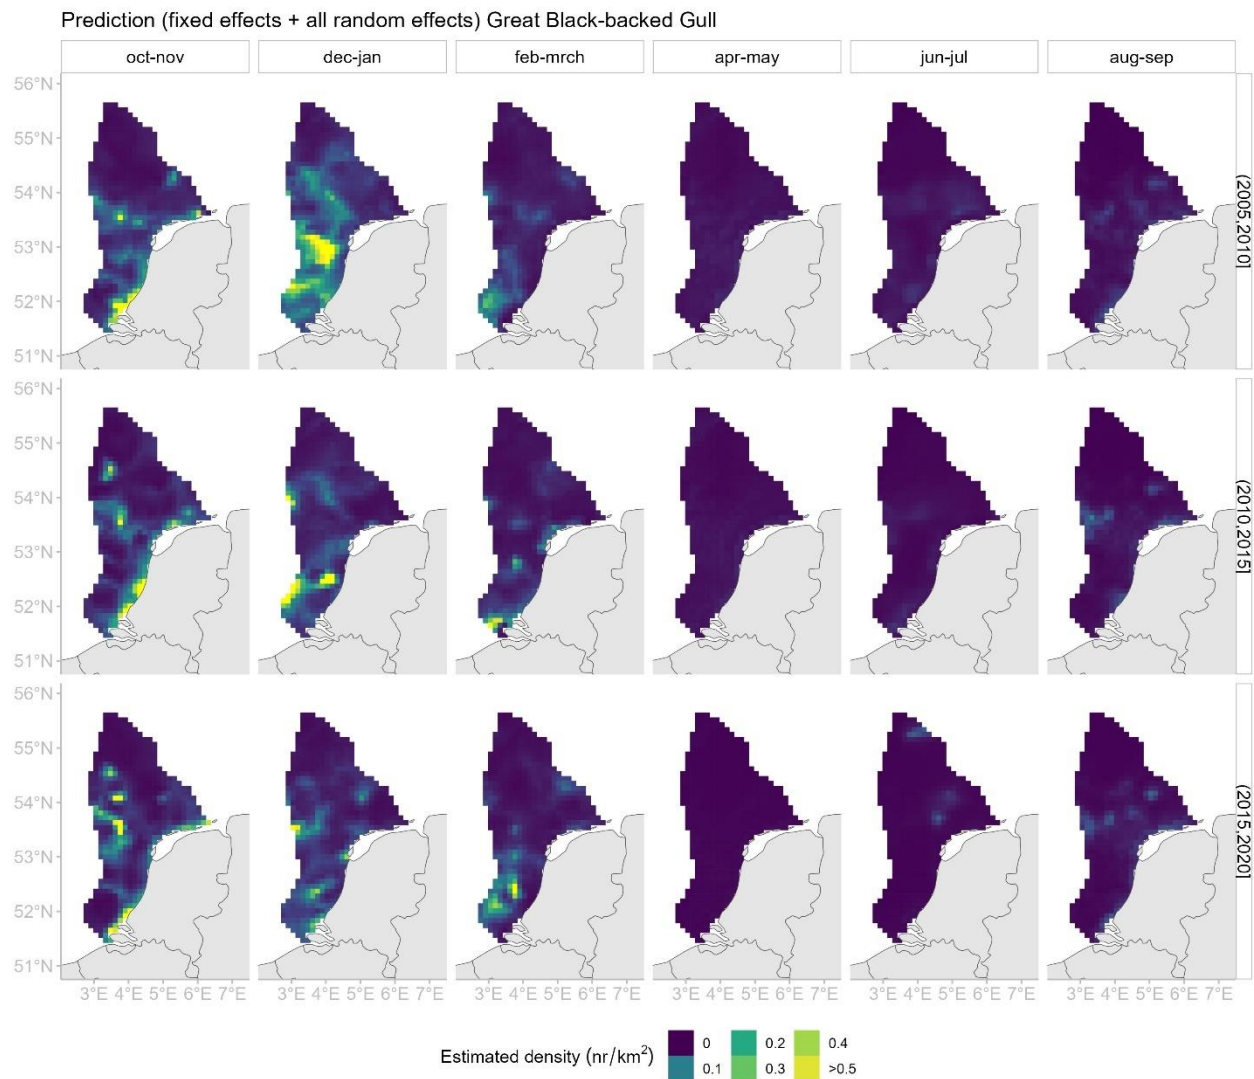 Prediction (fixed effects + all random effects) Great Black-backed Gull
oct-nov dec-jan feb-mrch apr-may jun-jul aug-sep
56°N
55°N
54°N
53°N
52°N
51°N
(2005,2010]
56°N
55°N
54°N
53°N
52°N
51°N
(2010,2015]
56°N
55°N
54°N
53°N
52°N
51°N
(2015,2020]
3°E 4°E 5°E 6°E 7°E 3°E 4°E 5°E 6°E 7°E 3°E 4°E 5°E 6°E 7°E 3°E 4°E 5°E 6°E 7°E 3°E 4°E 5°E 6°E 7°E 3°E 4°E 5°E 6°E 7°E
Estimated density (nr/km²)
0 0.2 0.4
0.1 0.3 >0.5